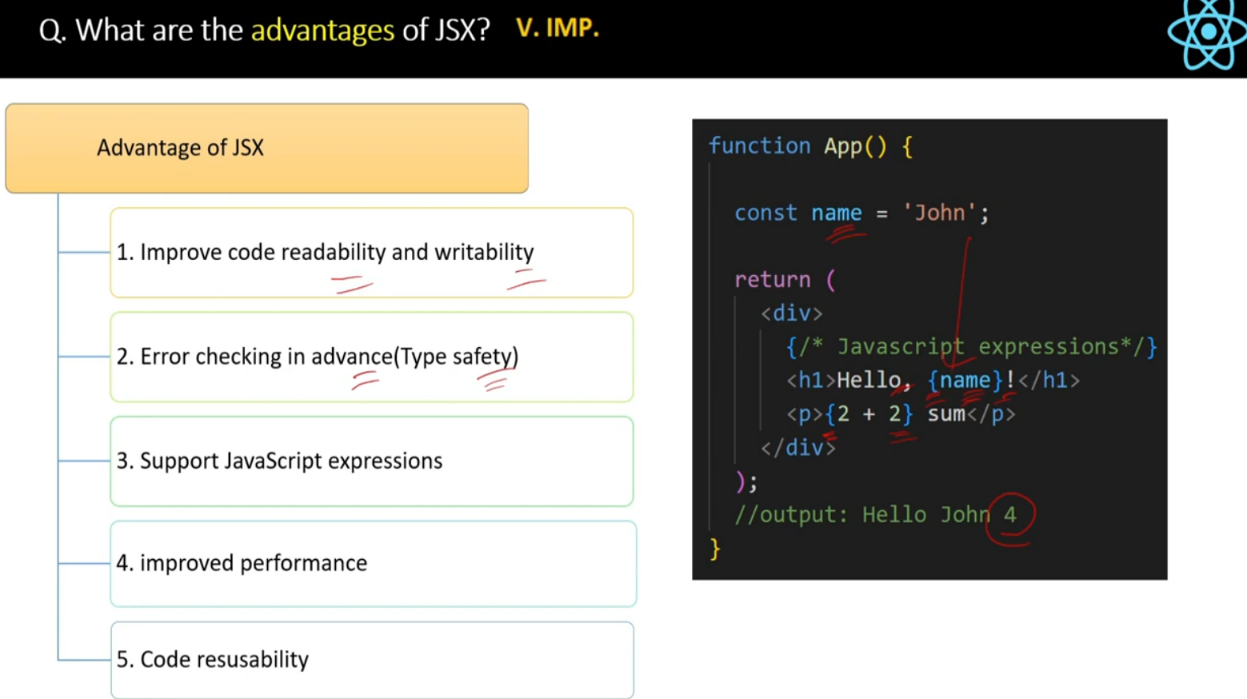 Q. What are the advantages of JSX? V. IMP.
Advantage of JSX
1. Improve code readability and writability
2. Error checking in advance(Type safety)
3. Support JavaScript expressions
4. improved performance
5. Code resusability
function App() {
const name = 'John';
return (
<div>
{/* Javascript expressions*/}
<h1>Hello, {name}!</h1>
<p>{2 + 2} sum</p>
</div>
);
//output: Hello John 4
}